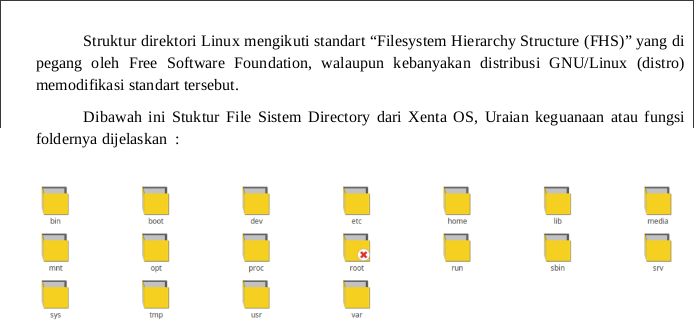 Struktur direktori Linux mengikuti standart “Filesystem Hierarchy Structure (FHS)” yang di
pegang oleh Free Software Foundation, walaupun kebanyakan distribusi GNU/Linux (distro)
memodifikasi standart tersebut.
Dibawah ini Stuktur File Sistem Directory dari Xenta OS, Uraian keguanaan atau fungsi
foldernya dijelaskan :
bin boot dev etc home lib media
mnt opt proc root run sbin srv
sys tmp usr var